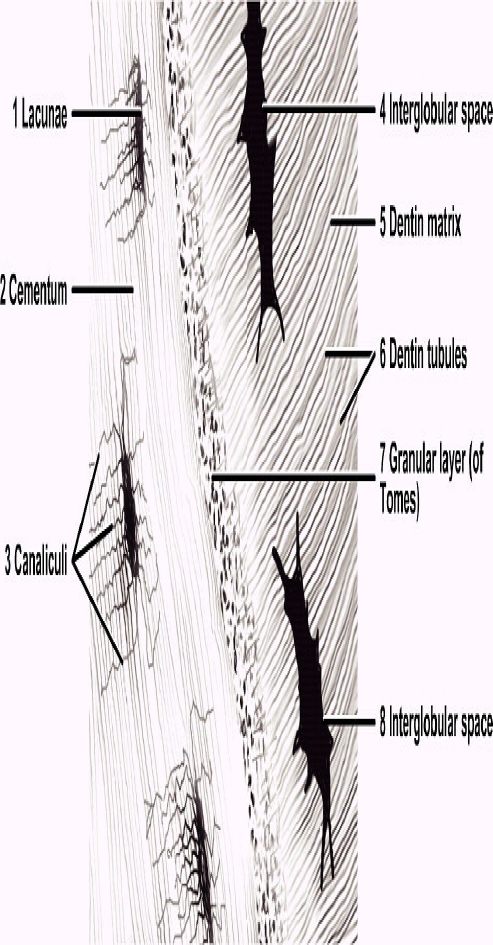 1 Lacunae
2 Cementum
3 Canaliculi
4 Interglobular space
5 Dentin matrix
6 Dentin tubules
7 Granular layer (of
Tomes)
8 Interglobular space